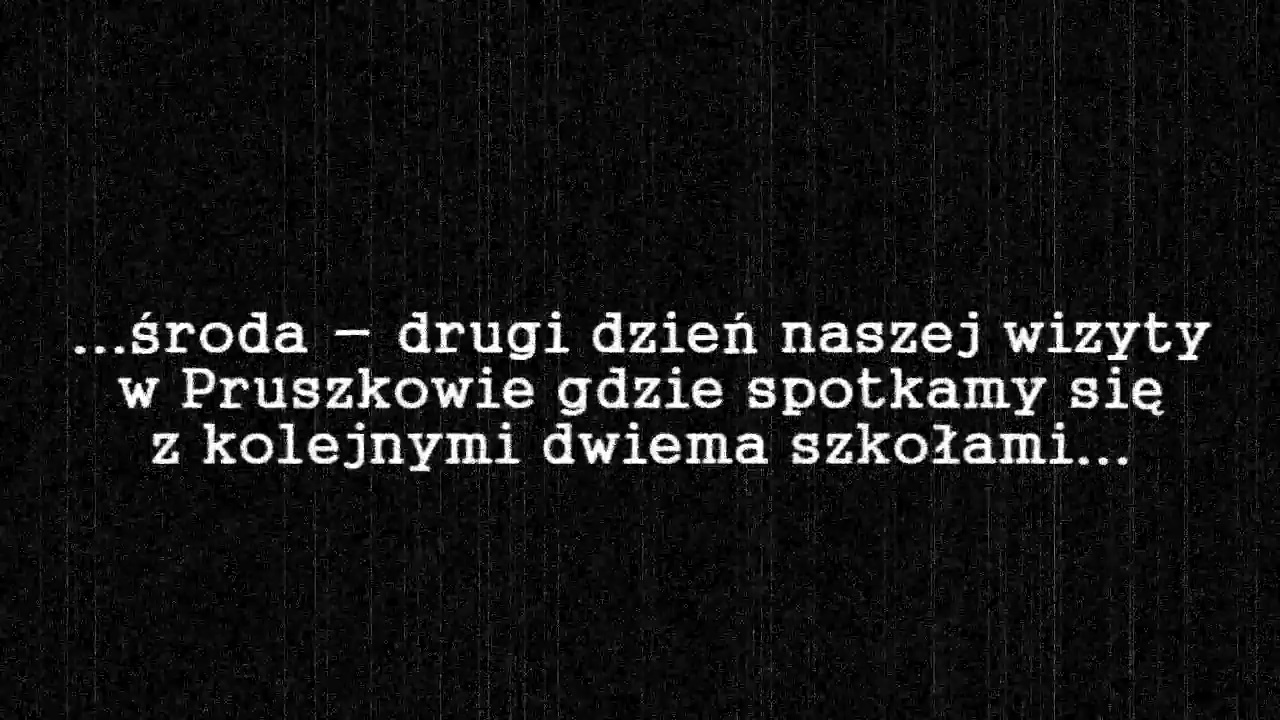 ...środa – drugi dzień naszej wizyty
w Pruszkowie gdzie spotkamy się
z kolejnymi dwiema szkołami...